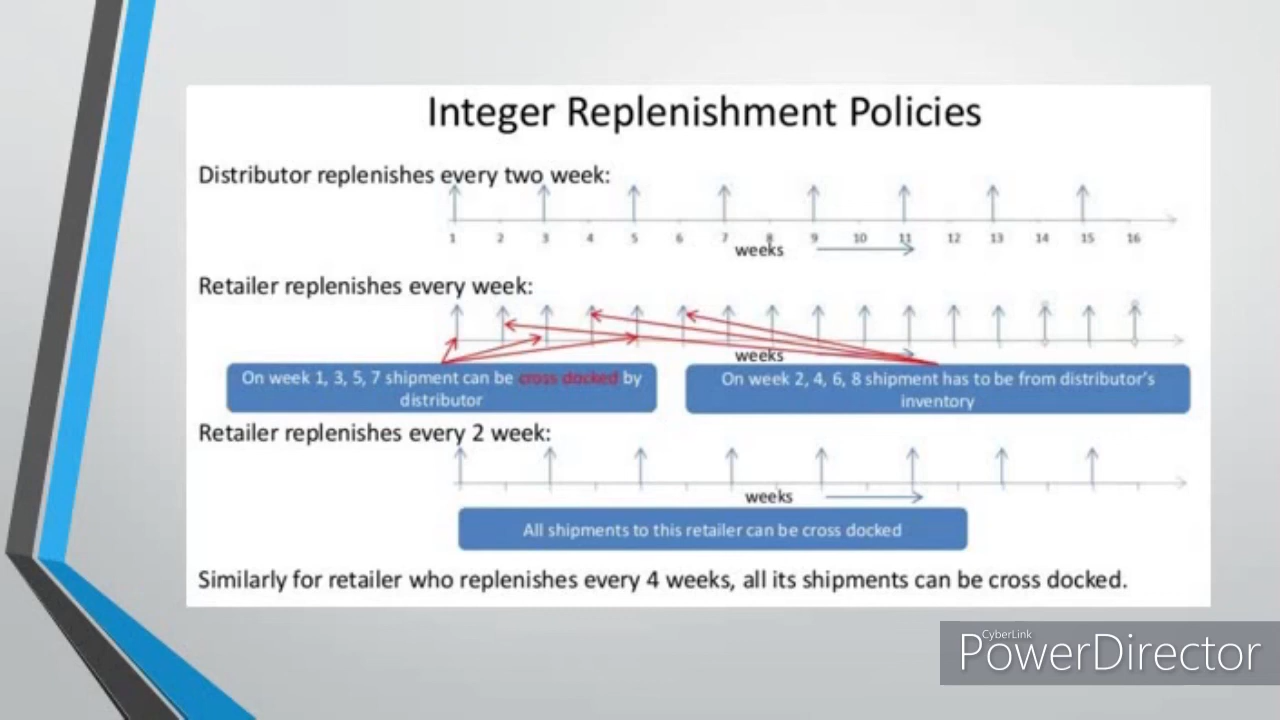 Integer Replenishment Policies
Distributor replenishes every two week:
1 2 3 4 5 6 7 8 9 10 11 12 13 14 15 16
weeks
Retailer replenishes every week:
weeks
On week 1, 3, 5, 7 shipment can be cross docked by
distributor
On week 2, 4, 6, 8 shipment has to be from distributor's
inventory
Retailer replenishes every 2 week:
weeks
All shipments to this retailer can be cross docked
Similarly for retailer who replenishes every 4 weeks, all its shipments can be cross docked.
CyberLink
PowerDirector